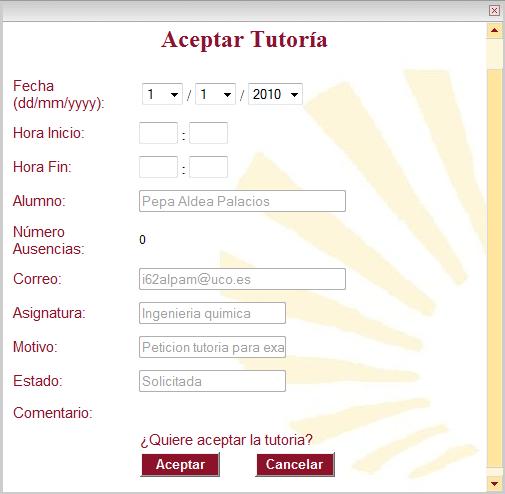 Aceptar Tutoría
Fecha
(dd/mm/yyyy):
1 / 1 / 2010
Hora Inicio: :
Hora Fin: :
Alumno: Pepa Aldea Palacios
Número
Ausencias:
0
Correo: i62alpam@uco.es
Asignatura: Ingenieria quimica
Motivo: Peticion tutoria para exa
Estado: Solicitada
Comentario:
¿Quiere aceptar la tutoria?
Aceptar Cancelar